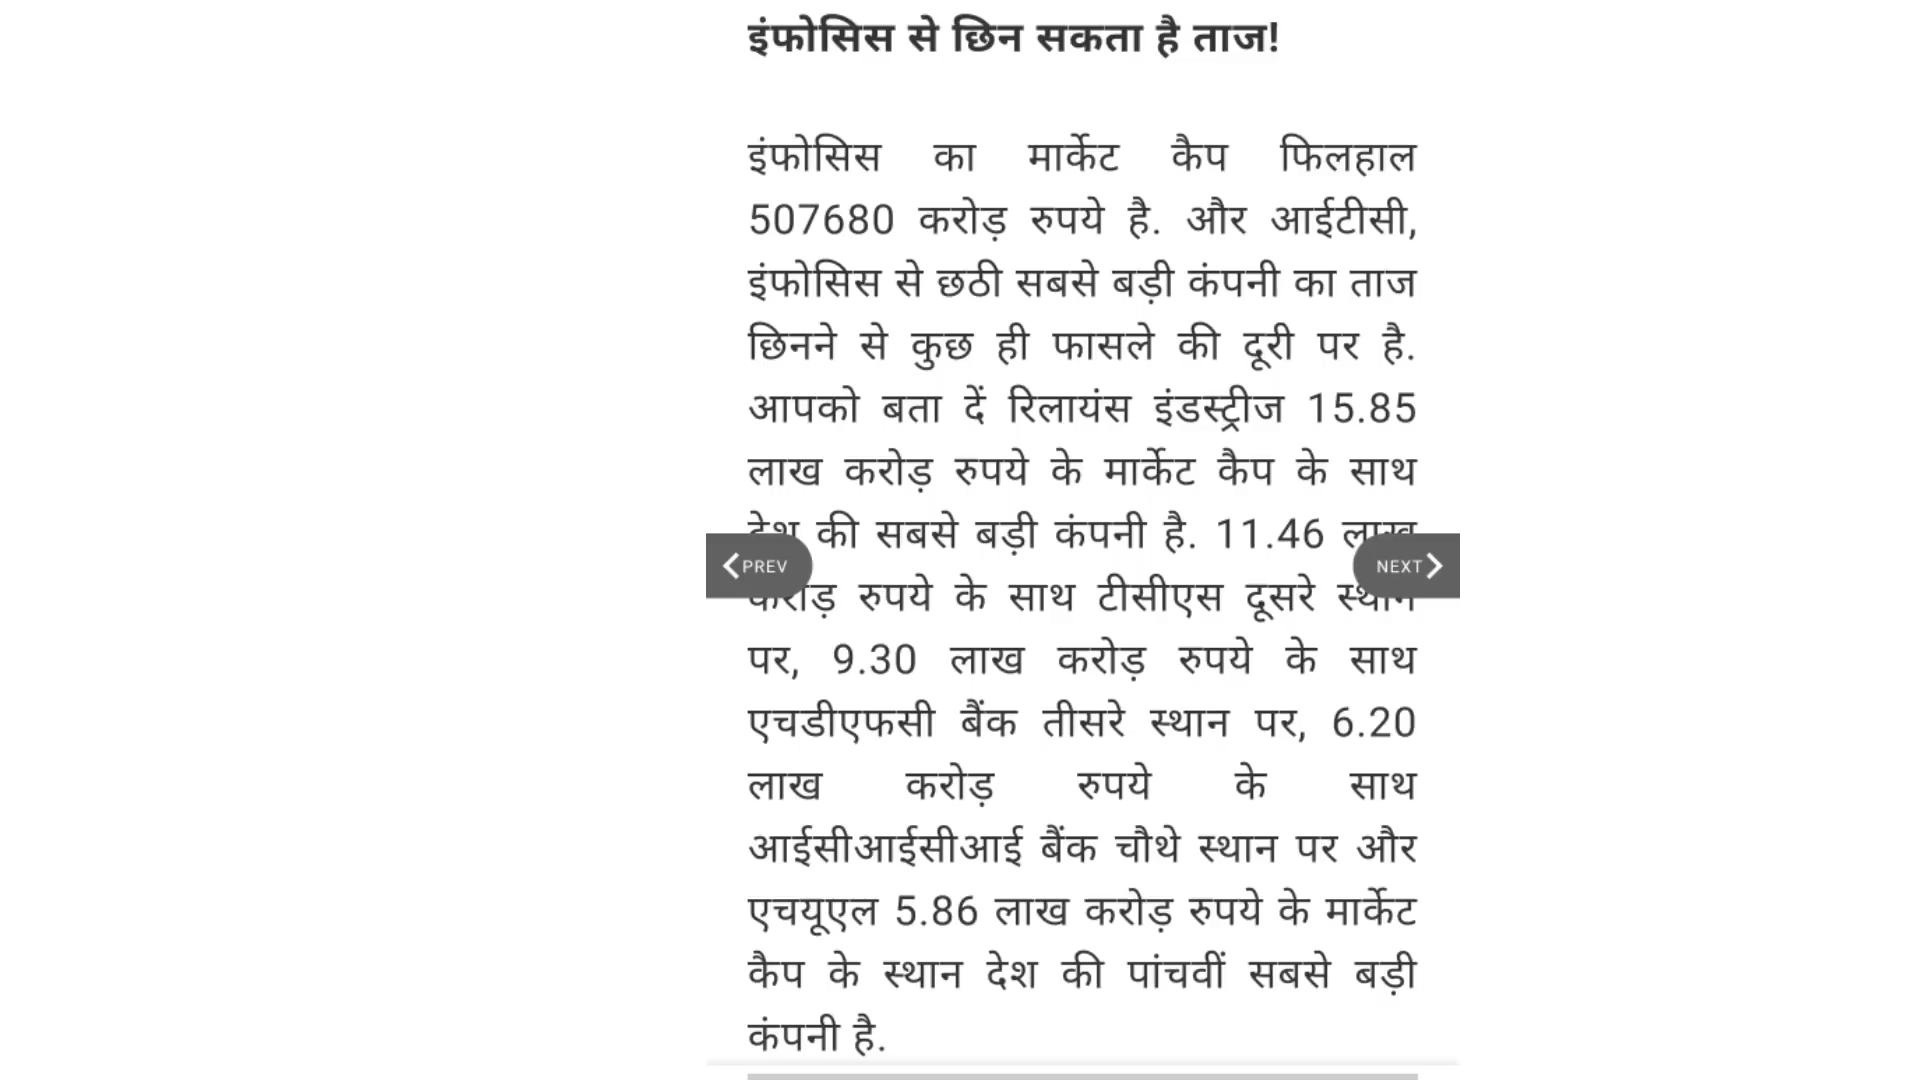 इंफोसिस से छिन सकता है ताज!
इंफोसिस का मार्केट कैप फिलहाल
507680 करोड़ रुपये है. और आईटीसी,
इंफोसिस से छठी सबसे बड़ी कंपनी का ताज
छिनने से कुछ ही फासले की दूरी पर है.
आपको बता दें रिलायंस इंडस्ट्रीज 15.85
लाख करोड़ रुपये के मार्केट कैप के साथ
देश की सबसे बड़ी कंपनी है. 11.46 लाख
PREV
NEXT
करोड़ रुपये के साथ टीसीएस दूसरे स्थान
पर, 9.30 लाख करोड़ रुपये के साथ
एचडीएफसी बैंक तीसरे स्थान पर, 6.20
लाख करोड़ रुपये के साथ
आईसीआईसीआई बैंक चौथे स्थान पर और
एचयूएल 5.86 लाख करोड़ रुपये के मार्केट
कैप के स्थान देश की पांचवीं सबसे बड़ी
कंपनी है.